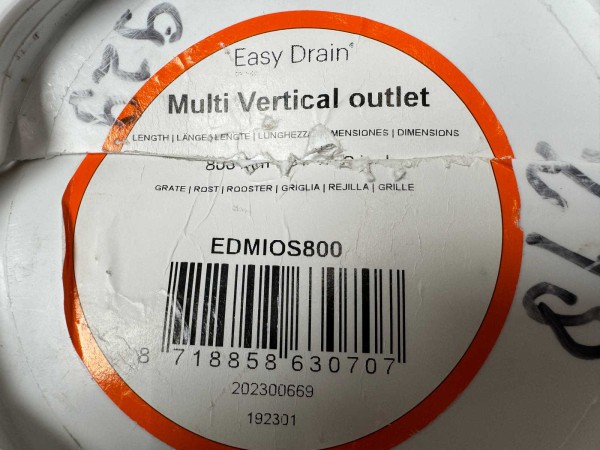 Easy Drain®
Multi Vertical outlet
LENGTH | LÄNGE | LENGTE | LUNGHEZZA DIMENSIONES | DIMENSIONS
GRATE | ROST | ROOSTER | GRIGLIA | REJILLA | GRILLE
EDMIOS800
8 718858 630707
202300669
192301